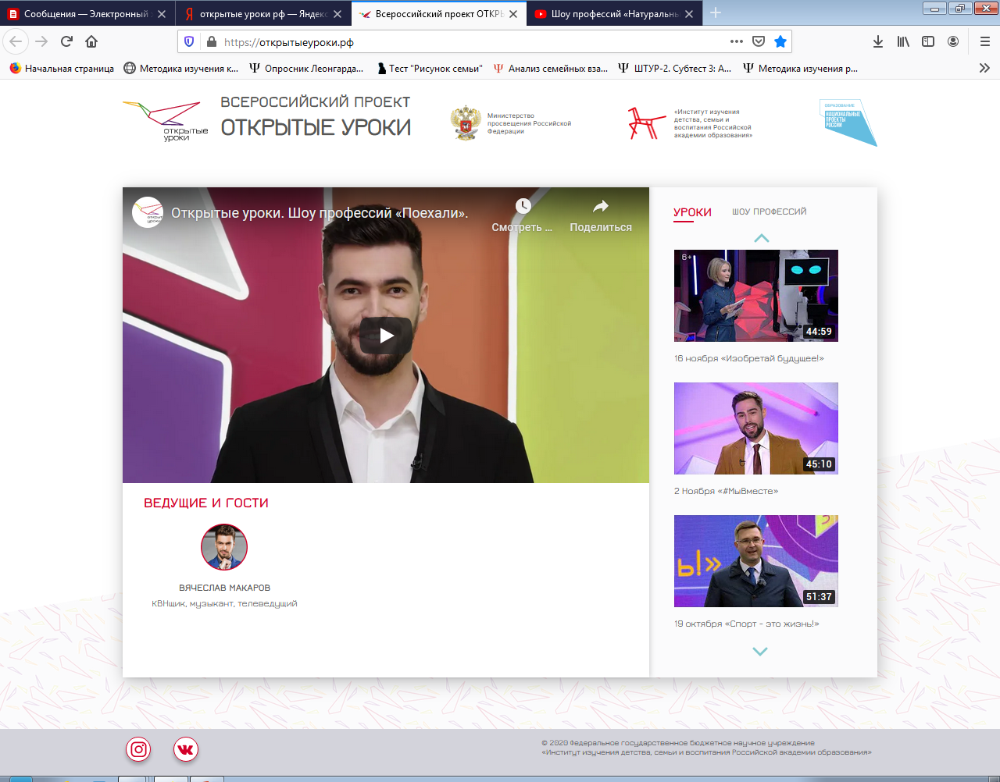 Сообщения — Электронный
открытые уроки рф — Яндекс
Всероссийский проект ОТКРЫ
Шоу профессий «Натуральны
https://открытыеуроки.рф
Начальная страница
Методика изучения к...
Опросник Леонгарда...
Тест "Рисунок семьи"
Анализ семейных вза...
ШТУР-2. Субтест 3: А...
Методика изучения р...
открытые
уроки
ВСЕРОССИЙСКИЙ ПРОЕКТ
ОТКРЫТЫЕ УРОКИ
Министерство
просвещения Российской
Федерации
«Институт изучения
детства, семьи и
воспитания Российской
академии образования»
ОБРАЗОВАНИЕ
НАЦИОНАЛЬНЫЕ
ПРОЕКТЫ
РОССИИ
Открытые уроки. Шоу профессий «Поехали».
Смотреть ...
Поделиться
УРОКИ
ШОУ ПРОФЕССИЙ
6+
44:59
16 ноября «Изобретай будущее!»
45:10
2 Ноября «#МыВместе»
Ы!»
51:37
19 октября «Спорт - это жизнь!»
ВЕДУЩИЕ И ГОСТИ
ВЯЧЕСЛАВ МАКАРОВ
КВНщик, музыкант, телеведущий
© 2020 Федеральное государственное бюджетное научное учреждение
«Институт изучения детства, семьи и воспитания Российской академии образования»